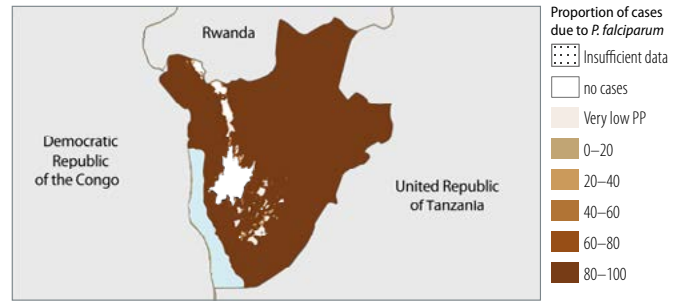 Rwanda
Democratic
Republic
of the Congo
United Republic
of Tanzania
Proportion of cases
due to P. falciparum
Insufficient data
no cases
Very low PP
0–20
20–40
40–60
60–80
80–100